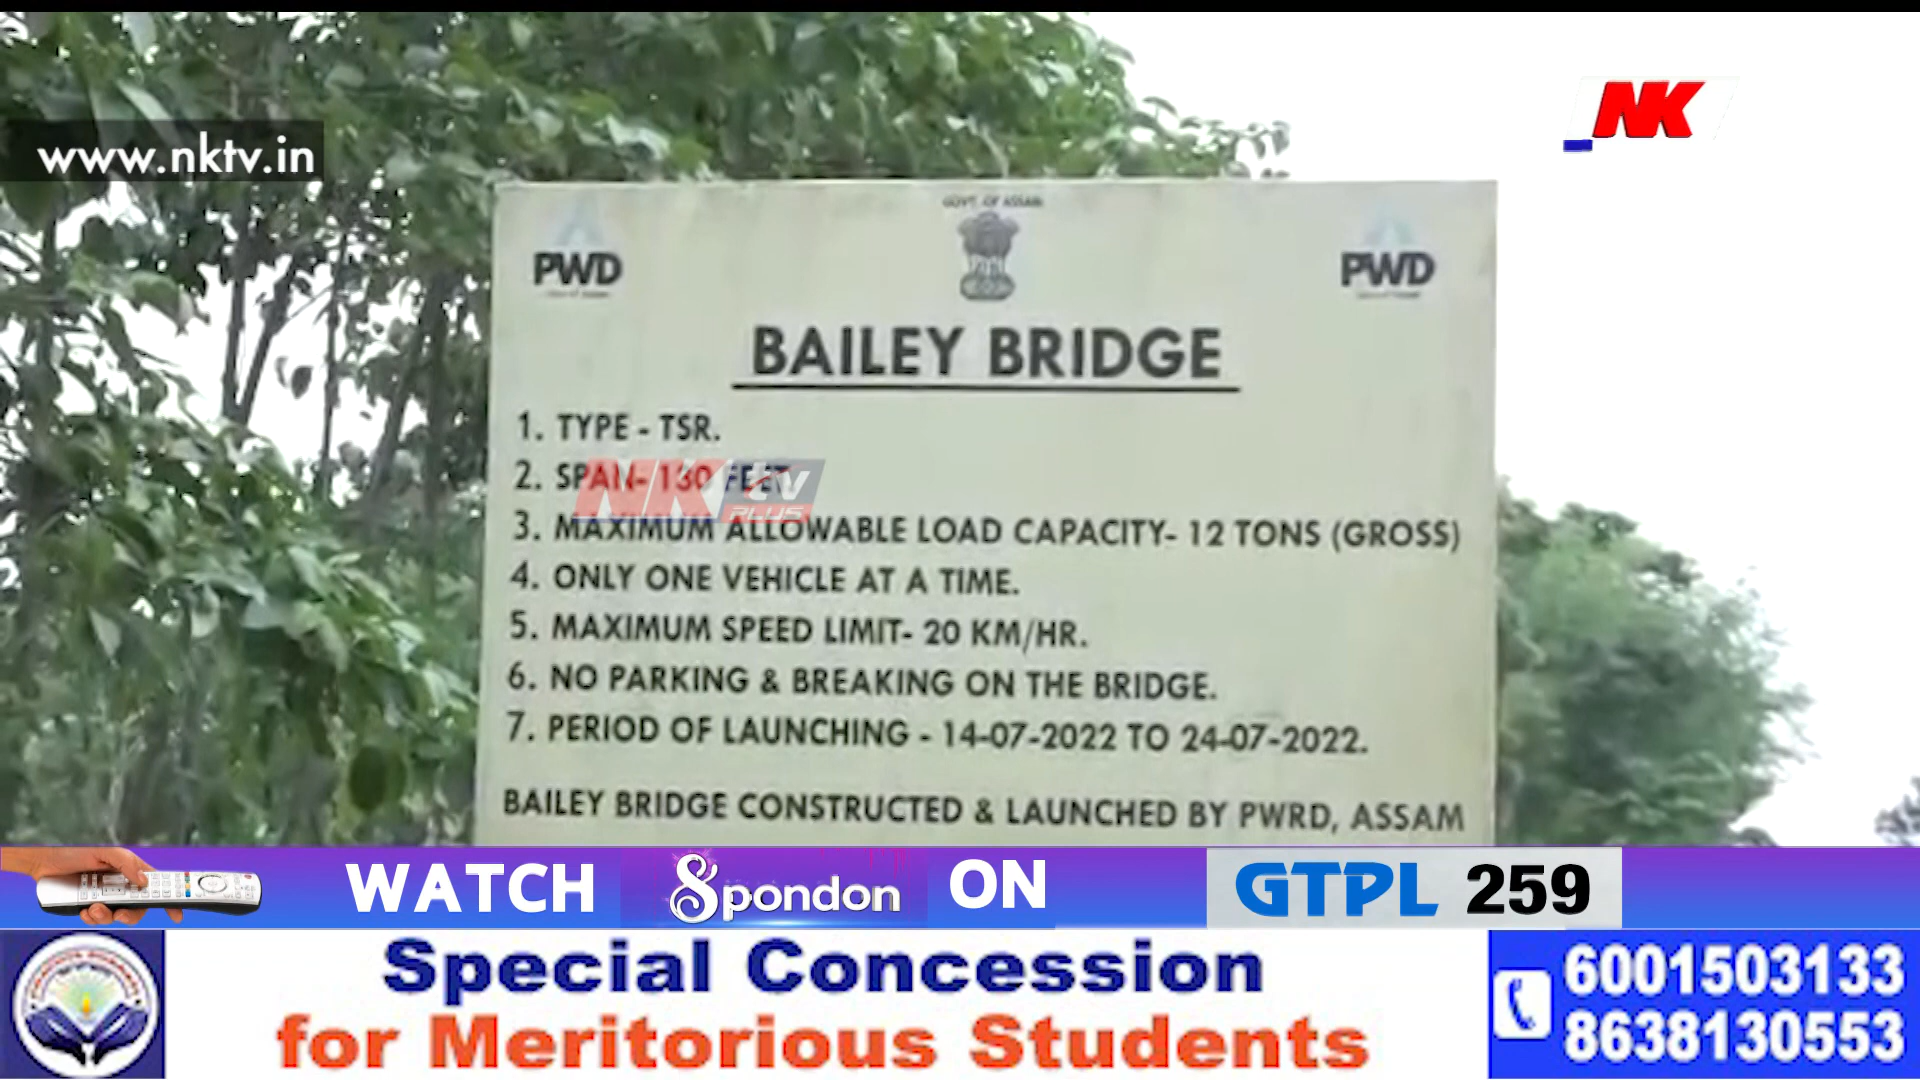 www.nktv.in
NK
GOVT. OF ASSAM
PWD
PWD
BAILEY BRIDGE
1. TYPE - TSR.
2. SPAN- 130 FEET
NK tv PLUS
3. MAXIMUM ALLOWABLE LOAD CAPACITY- 12 TONS (GROSS)
4. ONLY ONE VEHICLE AT A TIME.
5. MAXIMUM SPEED LIMIT- 20 KM/HR.
6. NO PARKING & BREAKING ON THE BRIDGE.
7. PERIOD OF LAUNCHING - 14-07-2022 TO 24-07-2022.
BAILEY BRIDGE CONSTRUCTED & LAUNCHED BY PWRD, ASSAM
WATCH Spondon ON GTPL 259
Special Concession
for Meritorious Students
6001503133
8638130553